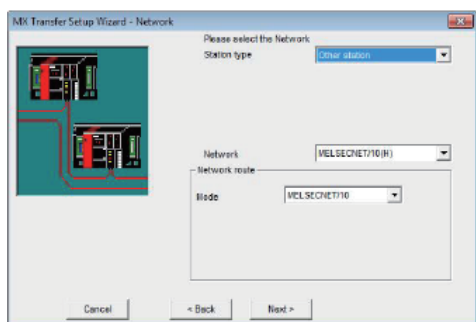 MX Transfer Setup Wizard - Network
Please select the Network
Station type
Other station
Network
MELSECNET/10(H)
Network route
Mode
MELSECNET/10
Cancel
< Back
Next >